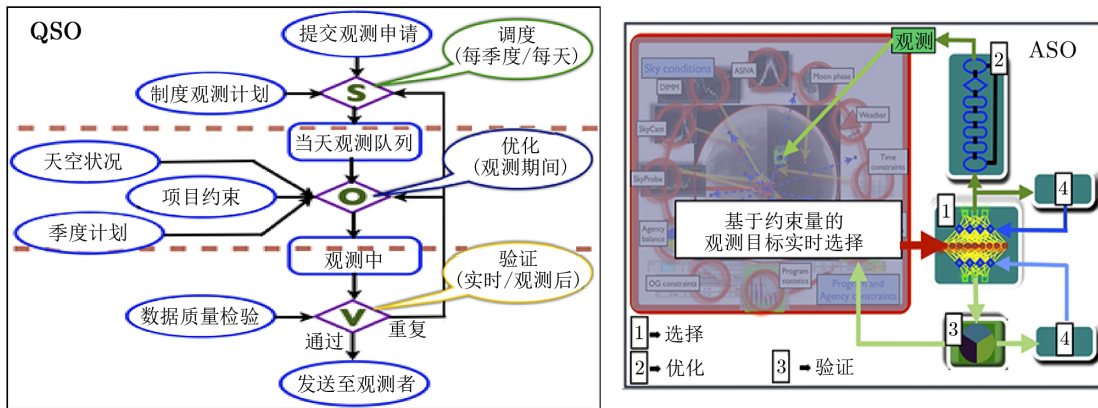 QSO
提交观测申请
调度
(每季度/每天)
S
制度观测计划
当天观测队列
天空状况
优化
(观测期间)
项目约束
O
季度计划
观测中
验证
(实时/观测后)
数据质量检验
V
通过
重复
发送至观测者
观测
ASO
Sky conditions
ASIVA
Moon phase
DIMM
Weather
SkyCam
Time
constraints
SkyProbe
Agency
balance
基于约束量的
观测目标实时选择
OG constraints
Program
statistics
Program and
Agency constraints
2
4
1
3
4
1 选择
2 优化
3 验证